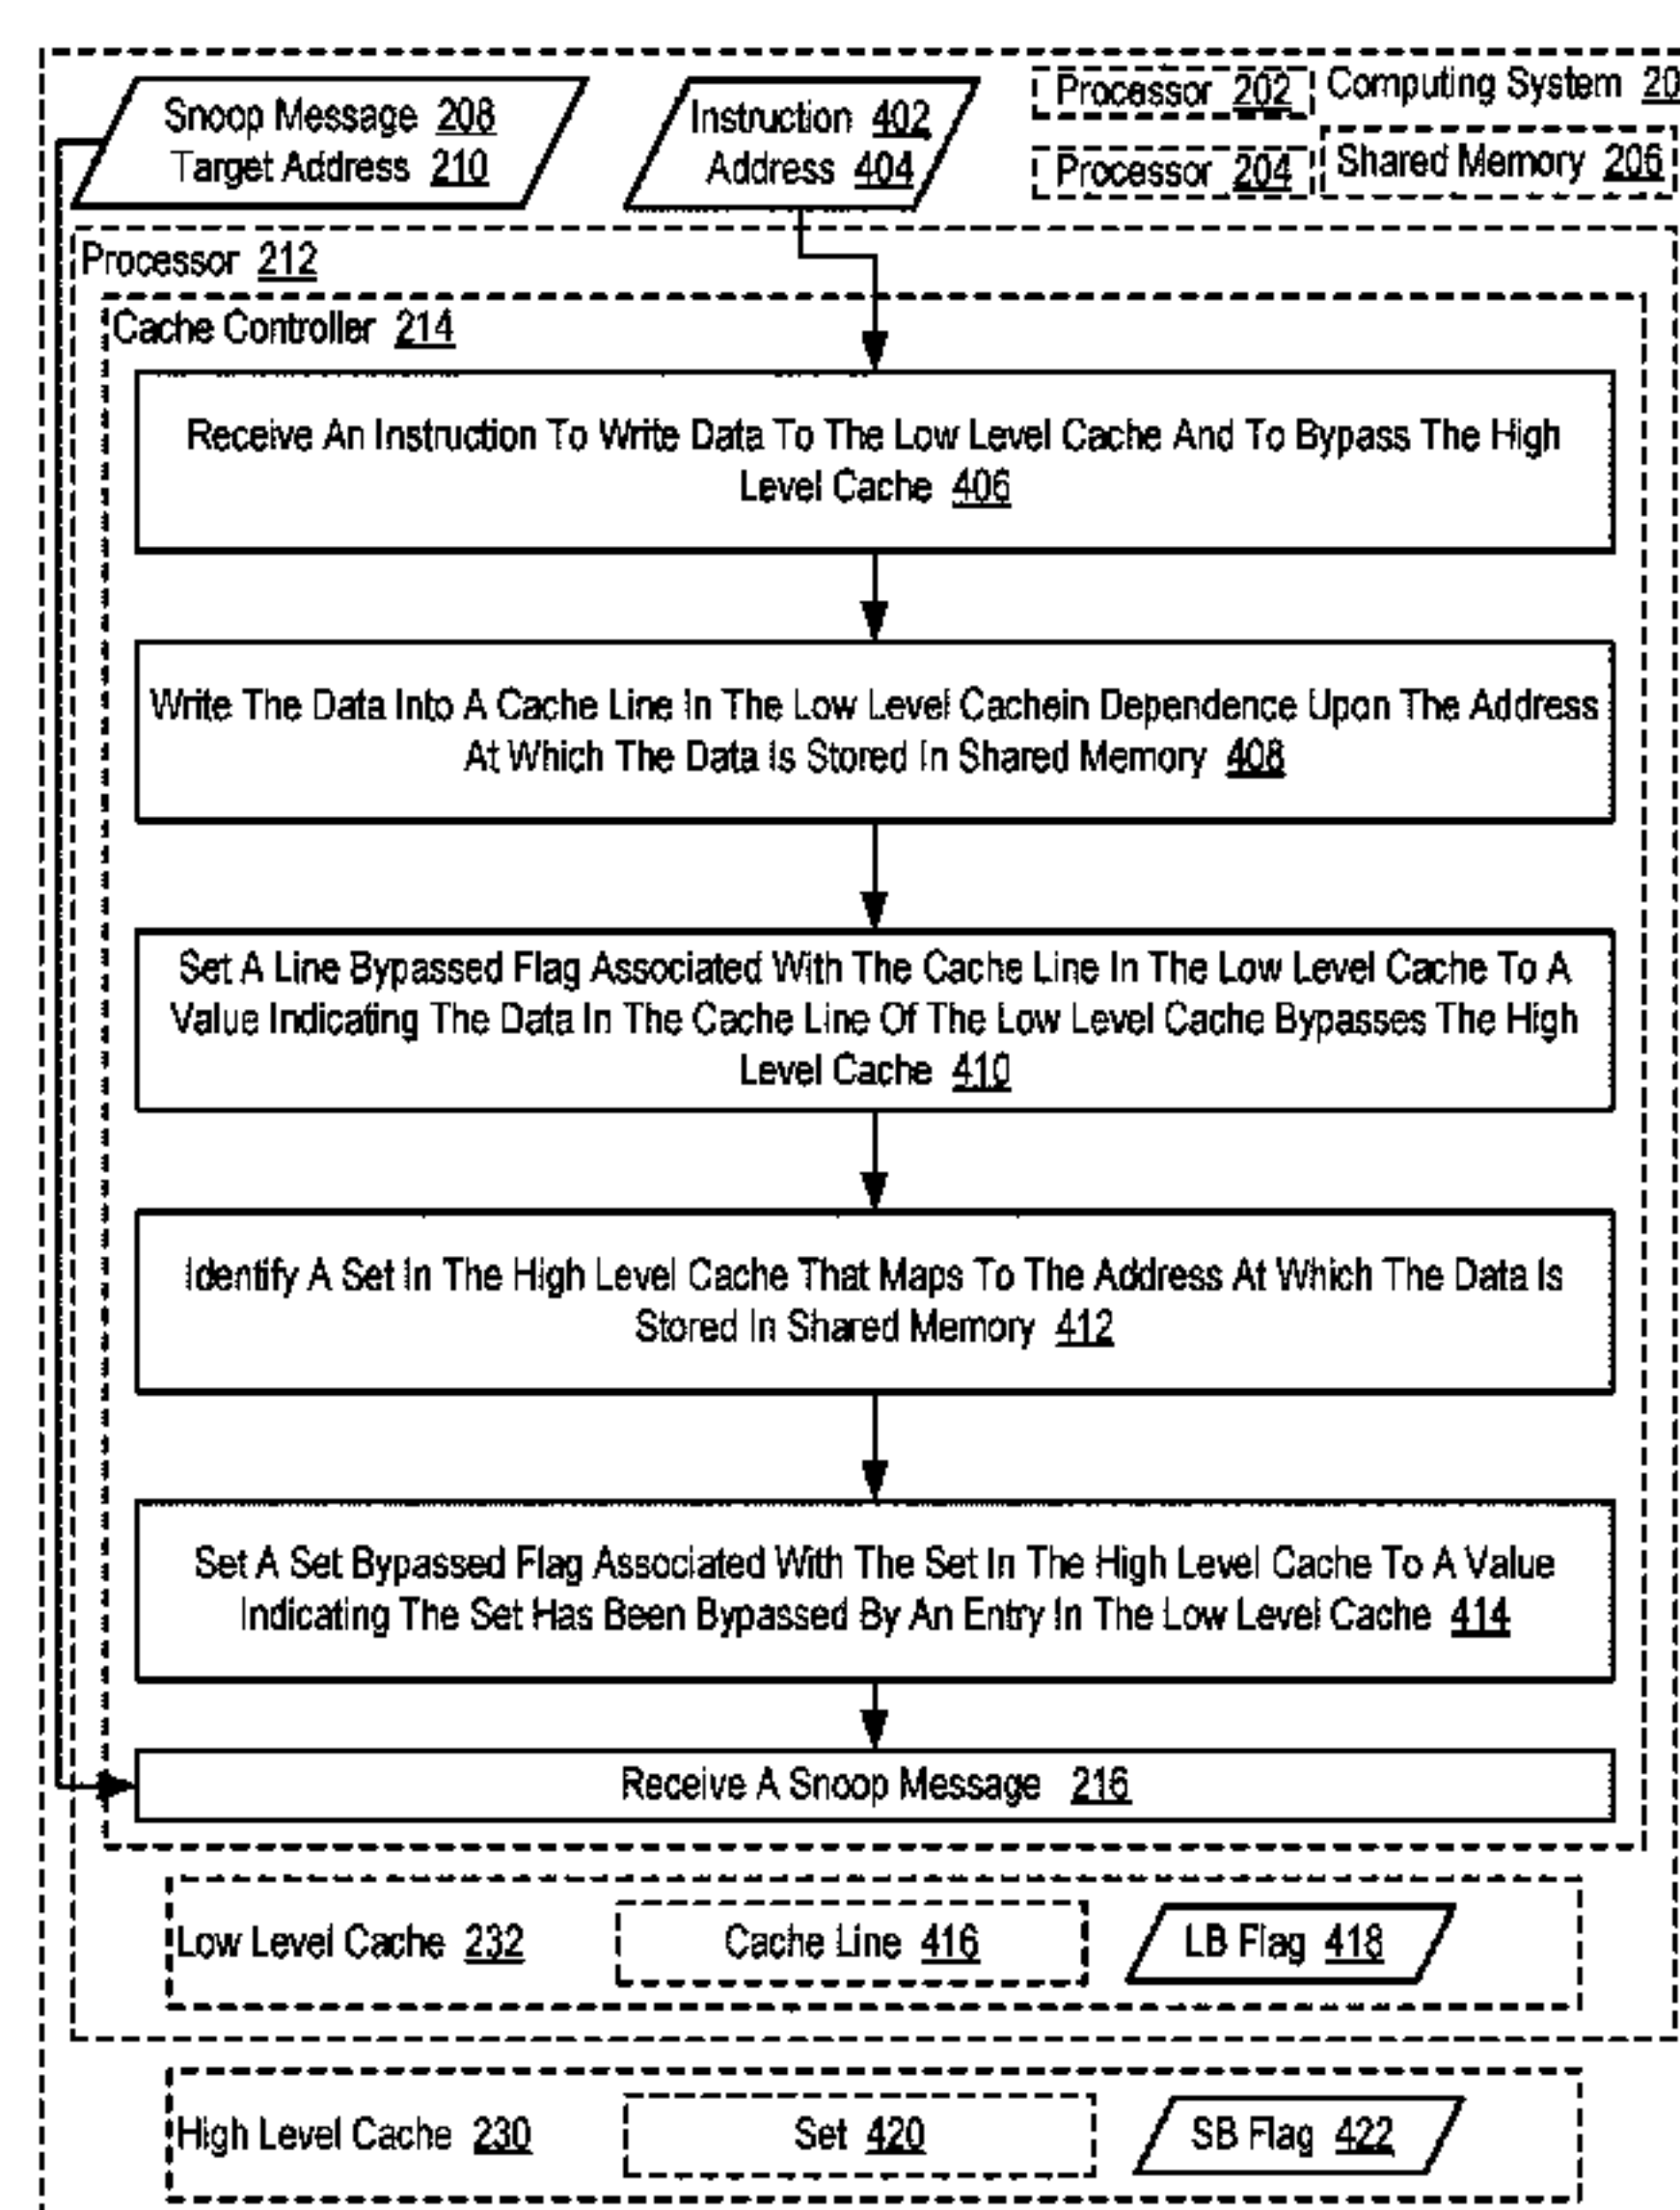 Snoop Message 208
Target Address 210
Instruction 402
Address 404
Processor 202
Computing System 20
Processor 204
Shared Memory 206
Processor 212
Cache Controller 214
Receive An Instruction To Write Data To The Low Level Cache And To Bypass The High
Level Cache 406
Write The Data Into A Cache Line In The Low Level Cachein Dependence Upon The Address
At Which The Data Is Stored In Shared Memory 408
Set A Line Bypassed Flag Associated With The Cache Line In The Low Level Cache To A
Value Indicating The Data In The Cache Line Of The Low Level Cache Bypasses The High
Level Cache 410
Identify A Set In The High Level Cache That Maps To The Address At Which The Data Is
Stored In Shared Memory 412
Set A Set Bypassed Flag Associated With The Set In The High Level Cache To A Value
Indicating The Set Has Been Bypassed By An Entry In The Low Level Cache 414
Receive A Snoop Message 216
Low Level Cache 232
Cache Line 416
LB Flag 418
High Level Cache 230
Set 420
SB Flag 422